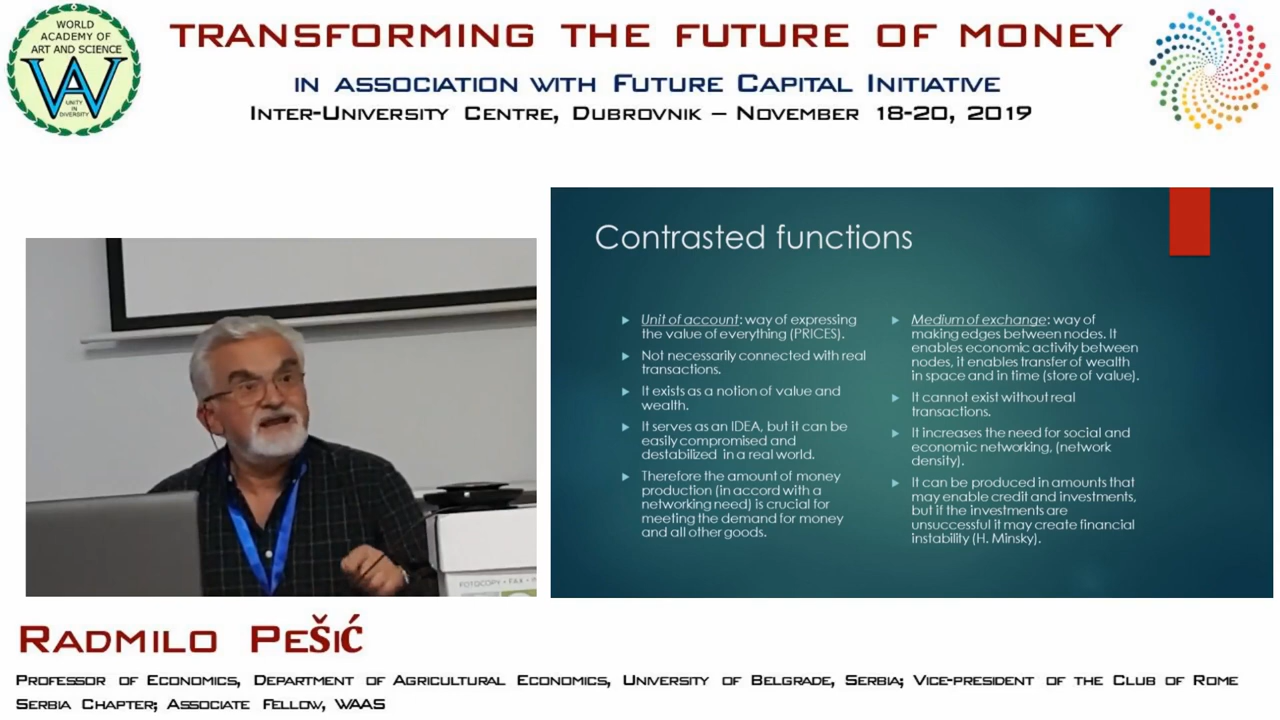 WORLD
ACADEMY OF
ART AND SCIENCE
WA
UNITY
IN
DIVERSITY
TRANSFORMING THE FUTURE OF MONEY
IN ASSOCIATION WITH FUTURE CAPITAL INITIATIVE
INTER-UNIVERSITY CENTRE, DUBROVNIK – NOVEMBER 18-20, 2019
Contrasted functions
Unit of account: way of expressing
the value of everything (PRICES).
Not necessarily connected with real
transactions.
It exists as a notion of value and
wealth.
It serves as an IDEA, but it can be
easily compromised and
destabilized in a real world.
Therefore the amount of money
production (in accord with a
networking need) is crucial for
meeting the demand for money
and all other goods.
Medium of exchange: way of
making edges between nodes. It
enables economic activity between
nodes, it enables transfer of wealth
in space and in time (store of value).
It cannot exist without real
transactions.
It increases the need for social and
economic networking, (network
density).
It can be produced in amounts that
may enable credit and investments,
but if the investments are
unsuccessful it may create financial
instability (H. Minsky).
FOTOCOPY • FAX •
RADMILO PEŠIĆ
PROFESSOR OF ECONOMICS, DEPARTMENT OF AGRICULTURAL ECONOMICS, UNIVERSITY OF BELGRADE, SERBIA; VICE-PRESIDENT OF THE CLUB OF ROME
SERBIA CHAPTER; ASSOCIATE FELLOW, WAAS